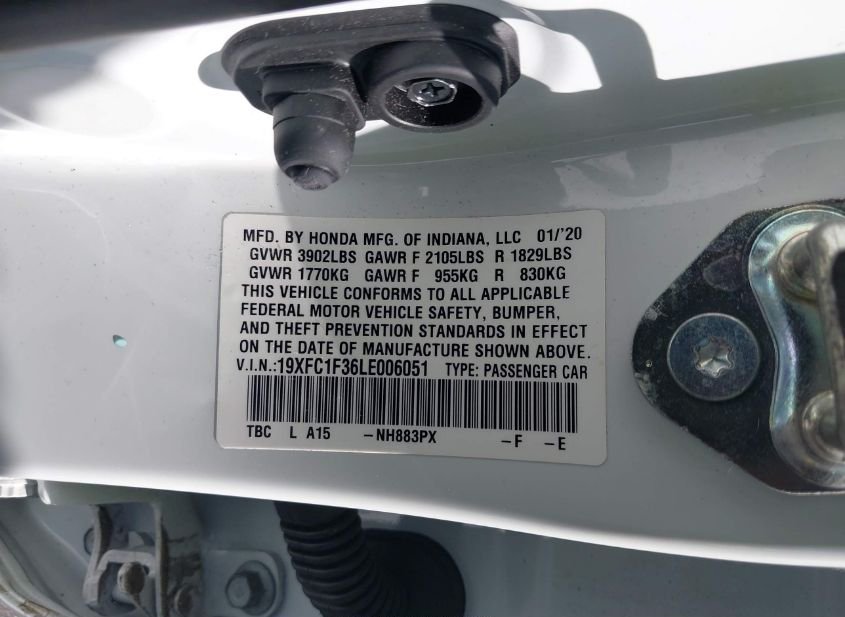 MFD. BY HONDA MFG. OF INDIANA, LLC 01/'20
GVWR 3902LBS GAWR F 2105LBS R 1829LBS
GVWR 1770KG GAWR F 955KG R 830KG
THIS VEHICLE CONFORMS TO ALL APPLICABLE
FEDERAL MOTOR VEHICLE SAFETY, BUMPER,
AND THEFT PREVENTION STANDARDS IN EFFECT
ON THE DATE OF MANUFACTURE SHOWN ABOVE.
V.I.N.:19XFC1F36LE006051 TYPE: PASSENGER CAR
TBC L A15 –NH883PX –F –E